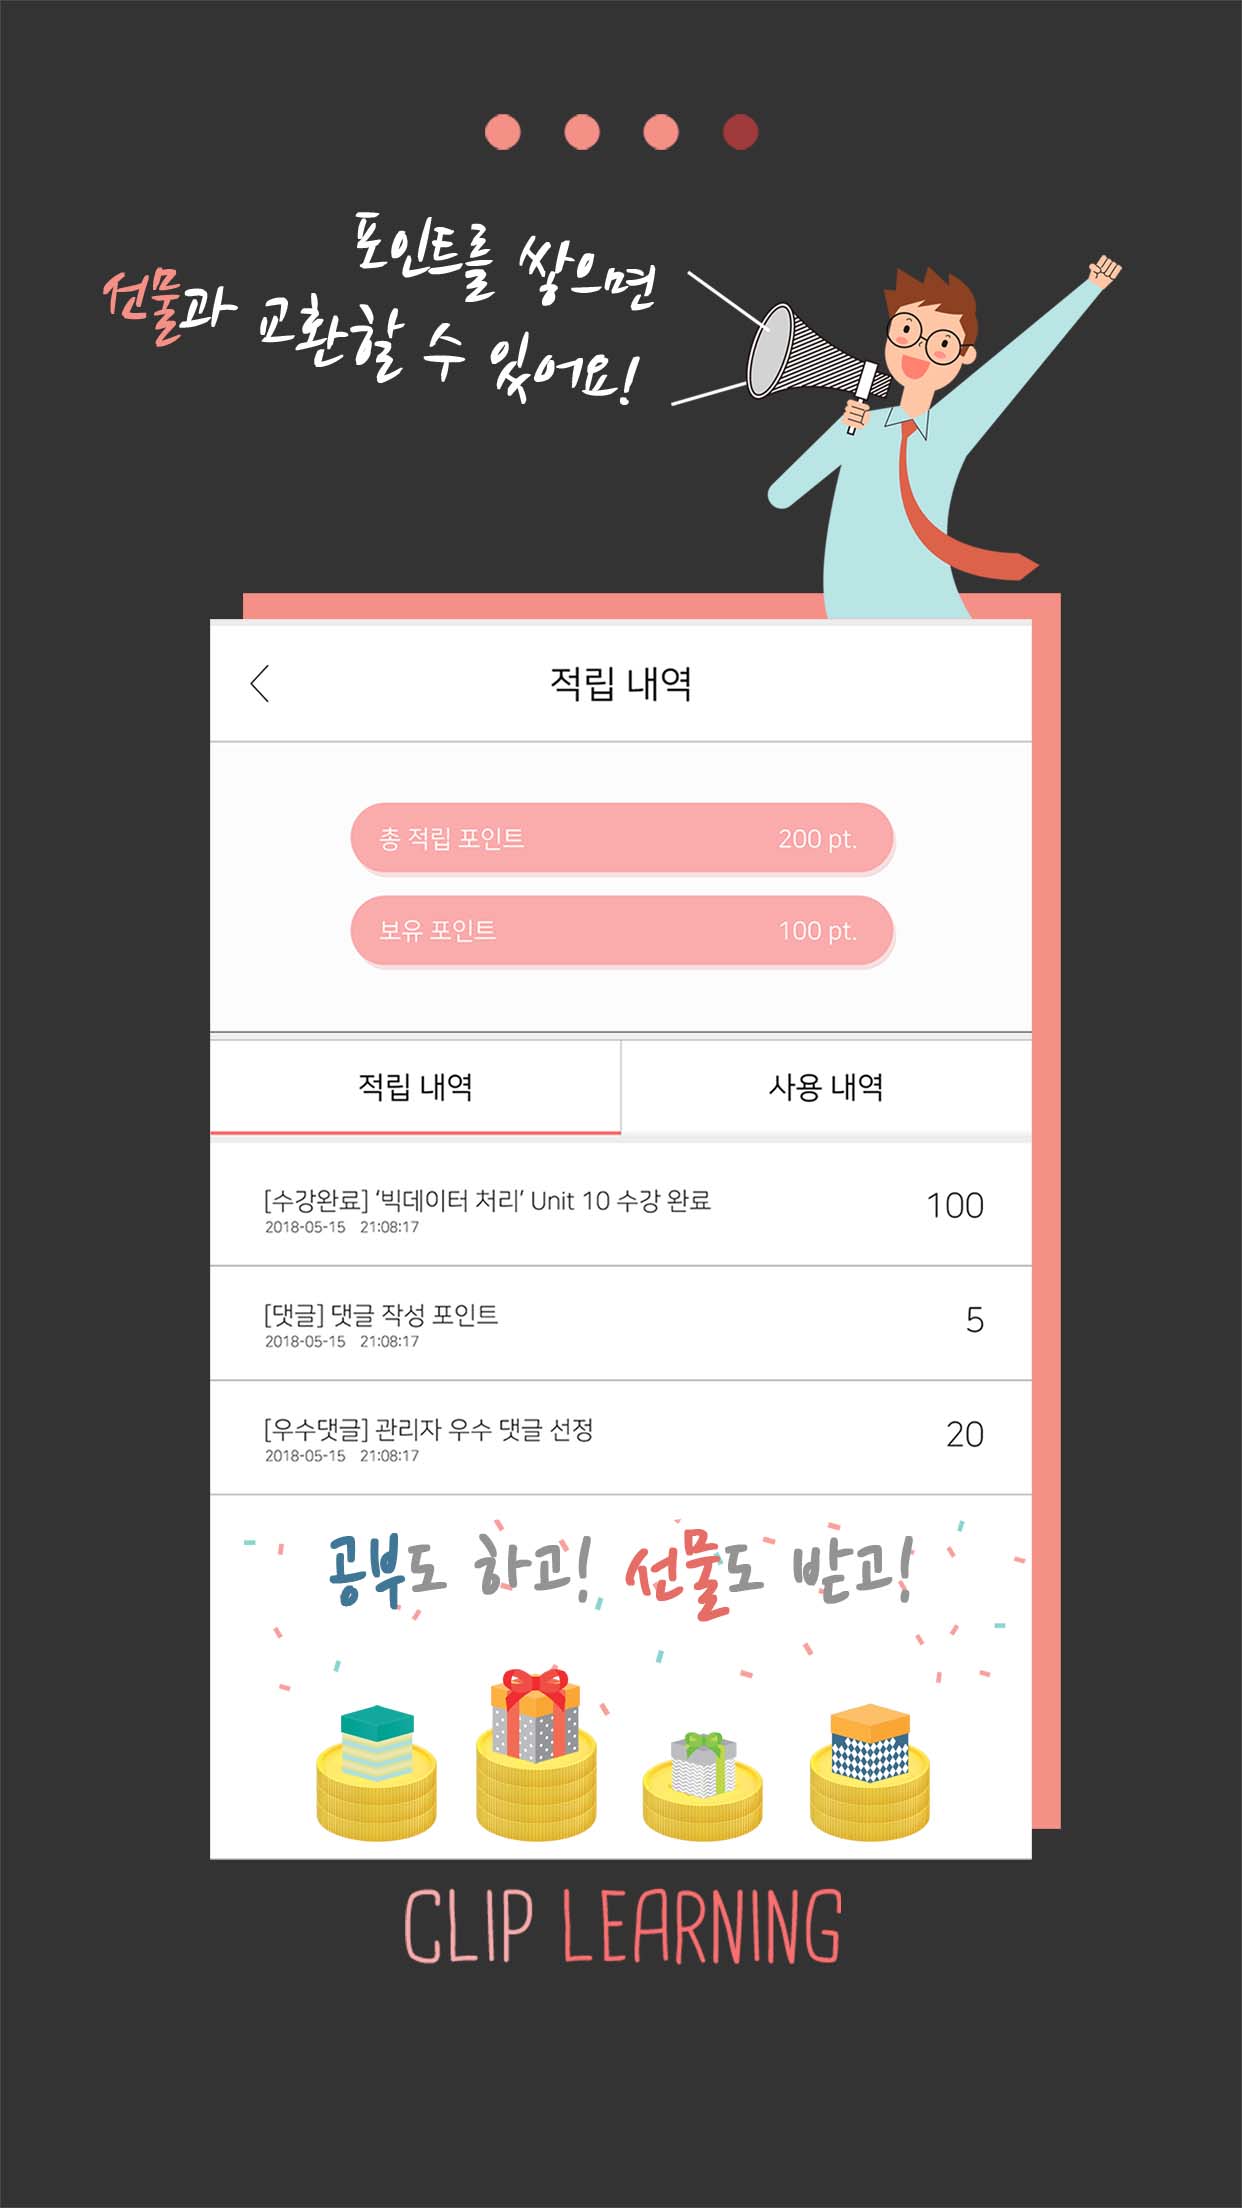 포인트를 쌓으면
선물과 교환할 수 있어요!
적립 내역
총 적립 포인트 200 pt.
보유 포인트 100 pt.
적립 내역 사용 내역
[수강완료] ‘빅데이터 처리’ Unit 10 수강 완료 100
2018-05-15 21:08:17
[댓글] 댓글 작성 포인트 5
2018-05-15 21:08:17
[우수댓글] 관리자 우수 댓글 선정 20
2018-05-15 21:08:17
공부도 하고! 선물도 받고!
CLIP LEARNING